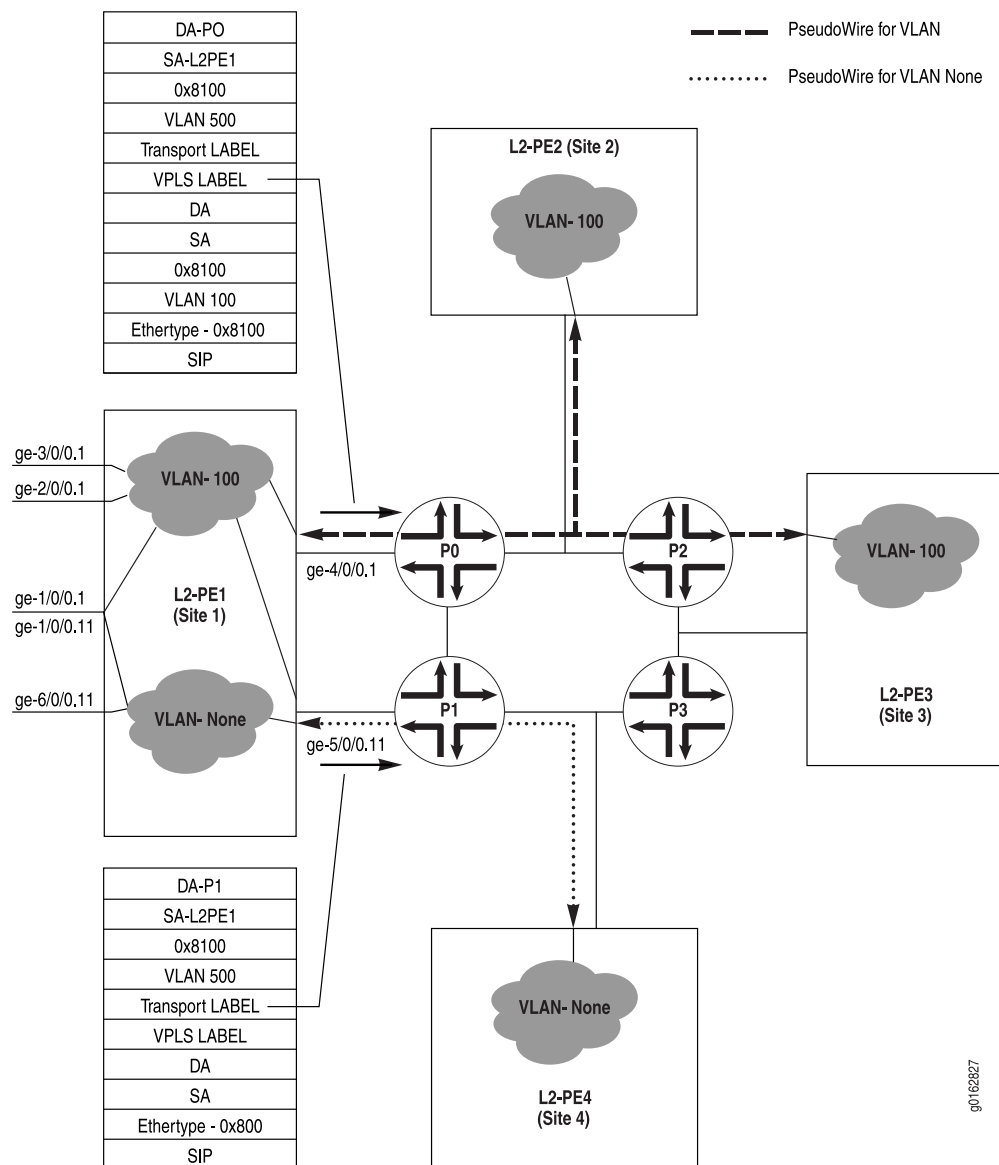 DA-PO
SA-L2PE1
0x8100
VLAN 500
Transport LABEL
VPLS LABEL
DA
SA
0x8100
VLAN 100
Ethertype - 0x8100
SIP
PseudoWire for VLAN
PseudoWire for VLAN None
L2-PE2 (Site 2)
VLAN- 100
ge-3/0/0.1
ge-2/0/0.1
VLAN- 100
ge-1/0/0.1
ge-1/0/0.11
L2-PE1
(Site 1)
ge-6/0/0.11
VLAN- None
ge-4/0/0.1
P0
P2
VLAN- 100
L2-PE3
(Site 3)
ge-5/0/0.11
P1
P3
DA-P1
SA-L2PE1
0x8100
VLAN 500
Transport LABEL
VPLS LABEL
DA
SA
Ethertype - 0x800
SIP
VLAN- None
L2-PE4
(Site 4)
g0162827